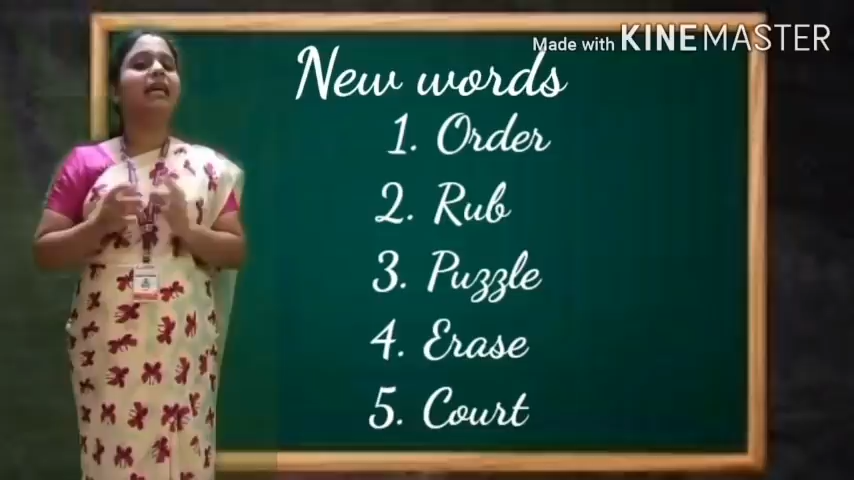 Made with KINEMASTER
New words
1. Order
2. Rub
3. Puzzle
4. Erase
5. Court